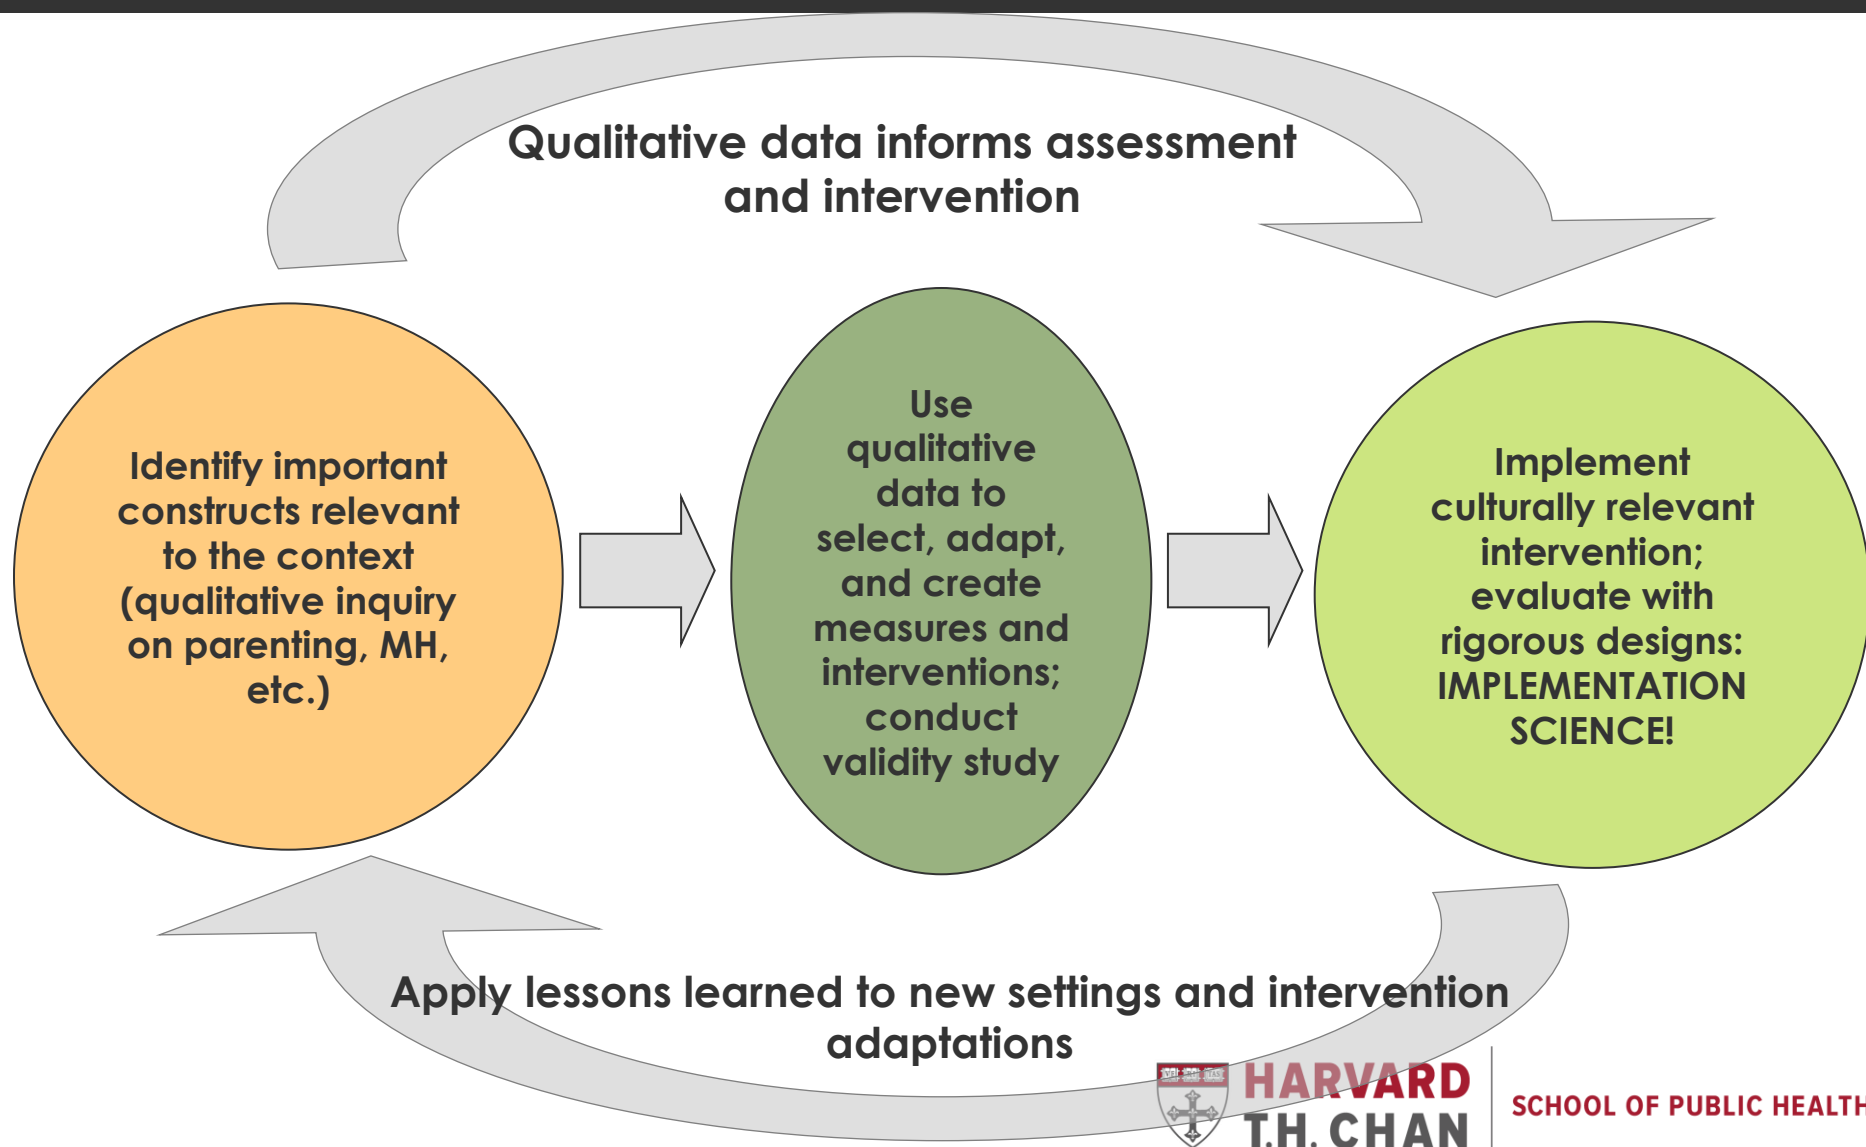 Qualitative data informs assessment
and intervention
Identify important
constructs relevant
to the context
(qualitative inquiry
on parenting, MH,
etc.)
Use
qualitative
data to
select, adapt,
and create
measures and
interventions;
conduct
validity study
Implement
culturally relevant
intervention;
evaluate with
rigorous designs:
IMPLEMENTATION
SCIENCE!
Apply lessons learned to new settings and intervention
adaptations
HARVARD
T.H. CHAN
SCHOOL OF PUBLIC HEALTH